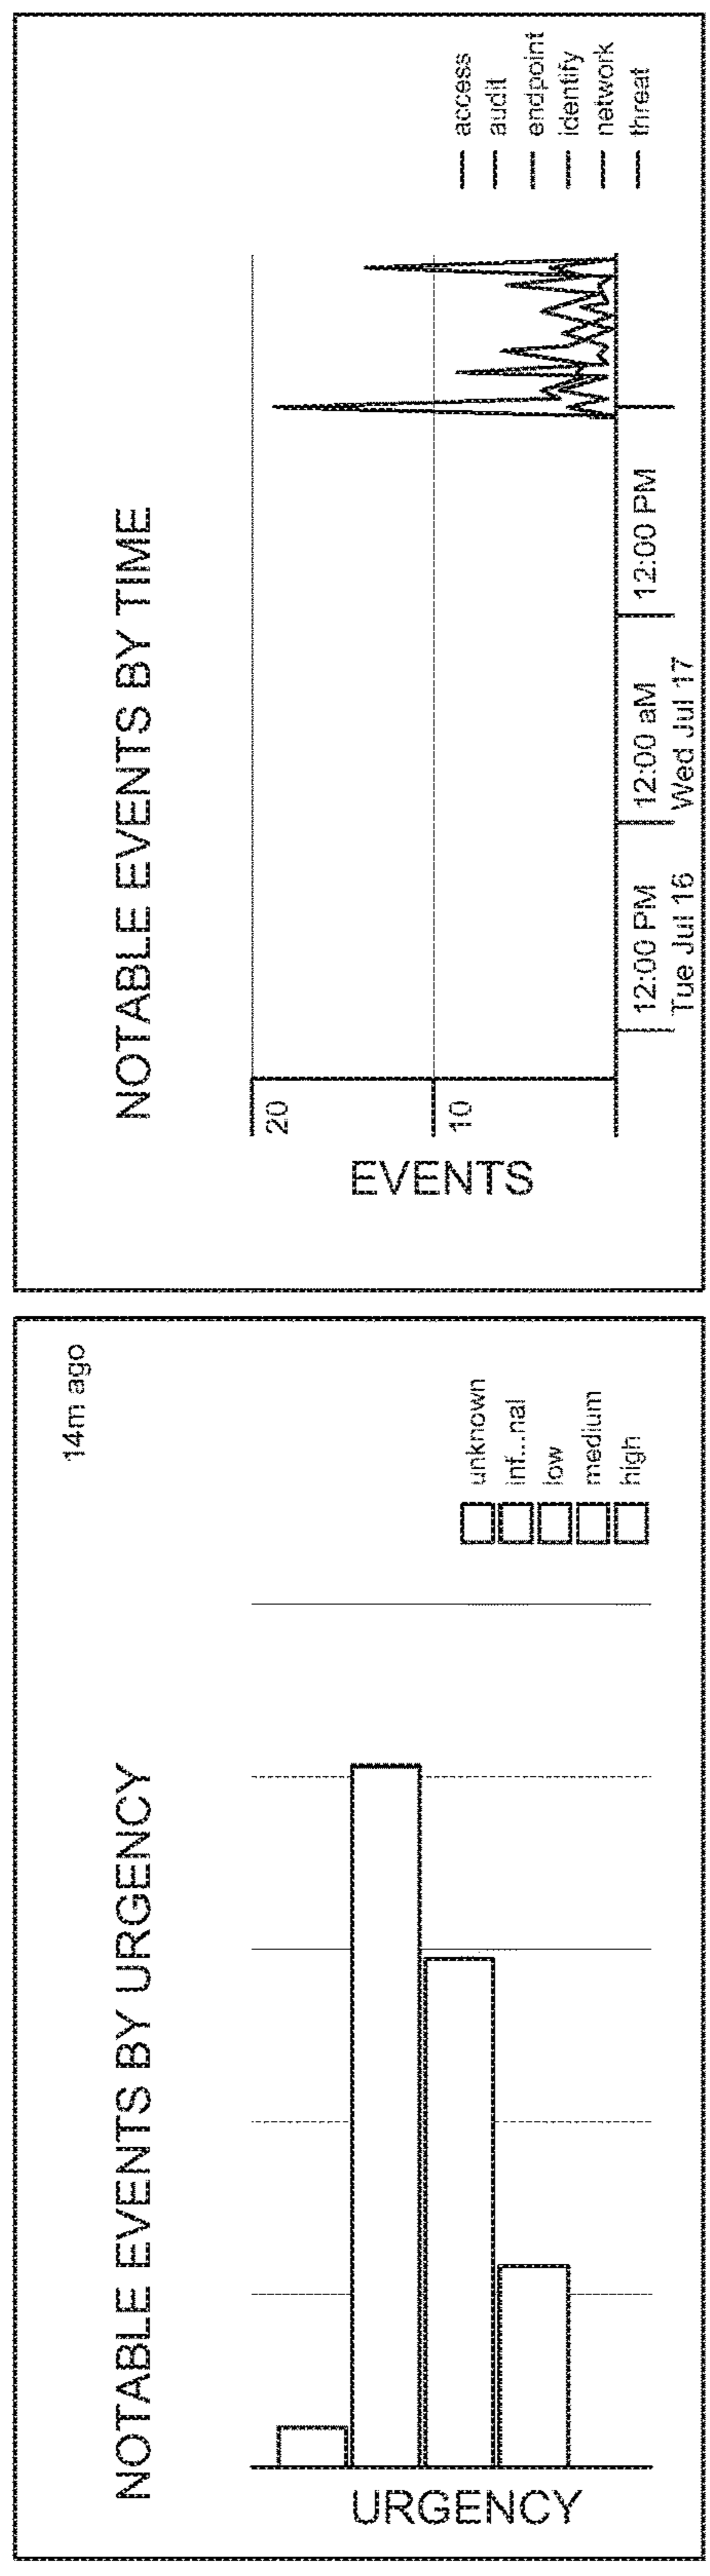 NOTABLE EVENTS BY URGENCY
14m ago
URGENCY
unknown
inf...nal
low
medium
high
NOTABLE EVENTS BY TIME
EVENTS
20
10
12:00 PM
Tue Jul 16
12:00 aM
Wed Jul 17
12:00 PM
access
audit
endpoint
identify
network
threat